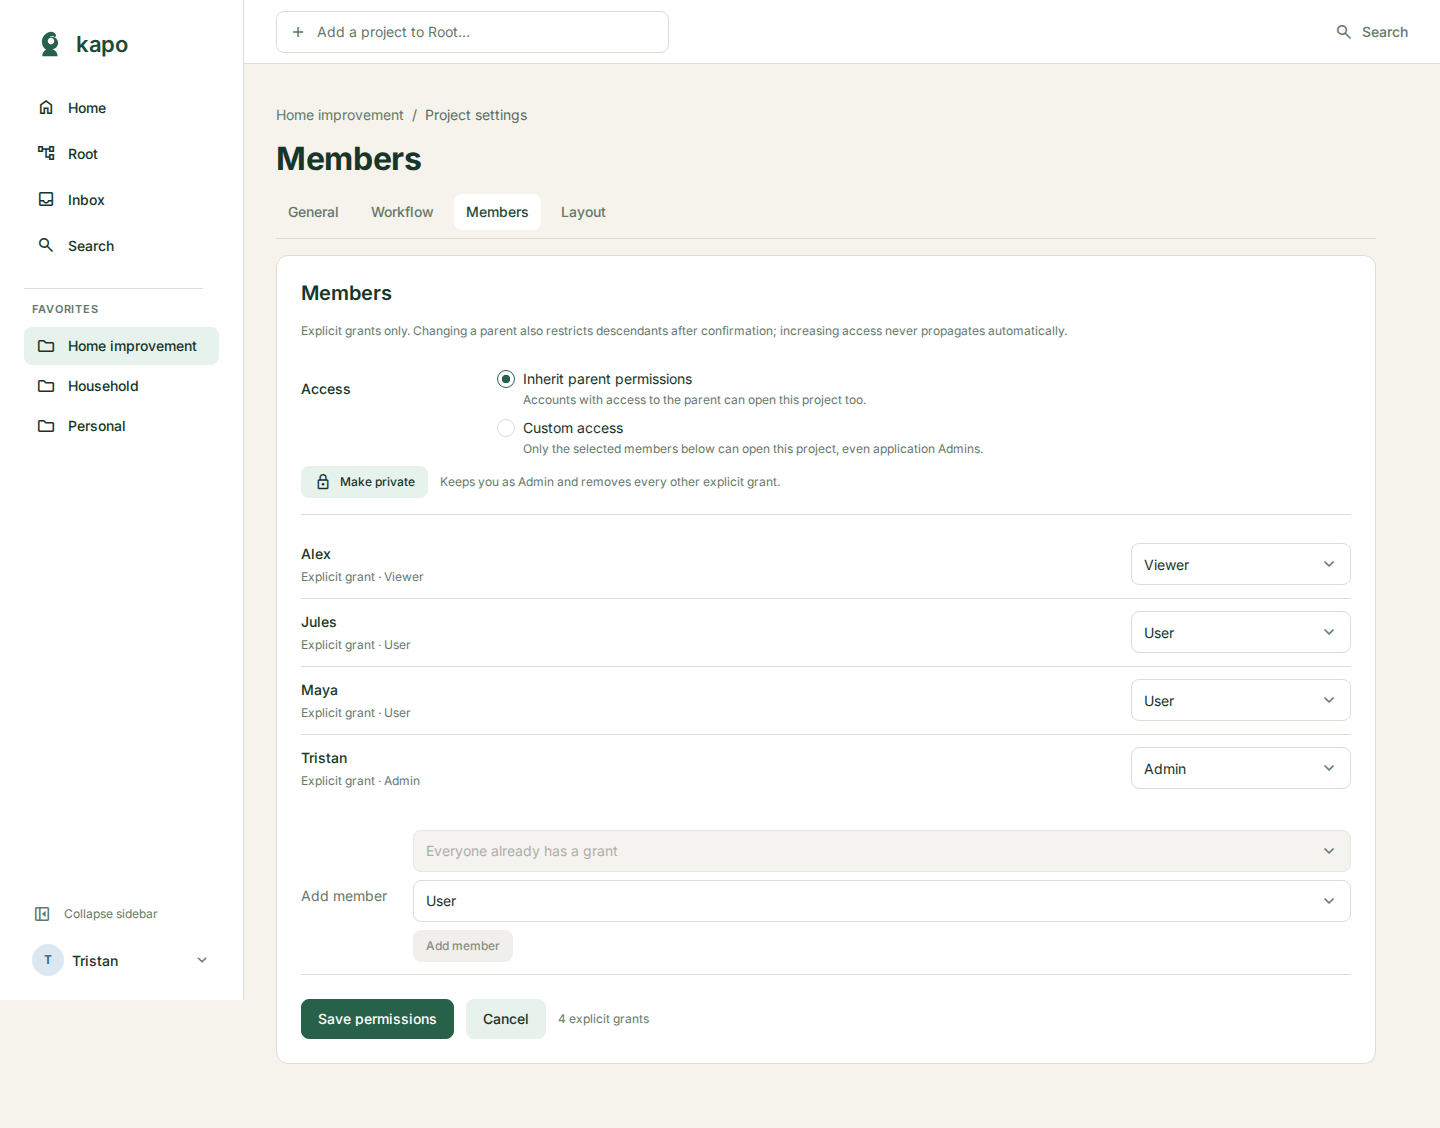 kapo
Add a project to Root...
Search
Home
Root
Inbox
Search
FAVORITES
Home improvement
Household
Personal
Collapse sidebar
T
Tristan
Home improvement / Project settings
Members
General
Workflow
Members
Layout
Members
Explicit grants only. Changing a parent also restricts descendants after confirmation; increasing access never propagates automatically.
Access
Inherit parent permissions
Accounts with access to the parent can open this project too.
Custom access
Only the selected members below can open this project, even application Admins.
Make private
Keeps you as Admin and removes every other explicit grant.
Alex
Explicit grant · Viewer
Viewer
Jules
Explicit grant · User
User
Maya
Explicit grant · User
User
Tristan
Explicit grant · Admin
Admin
Everyone already has a grant
Add member
User
Add member
Save permissions
Cancel
4 explicit grants